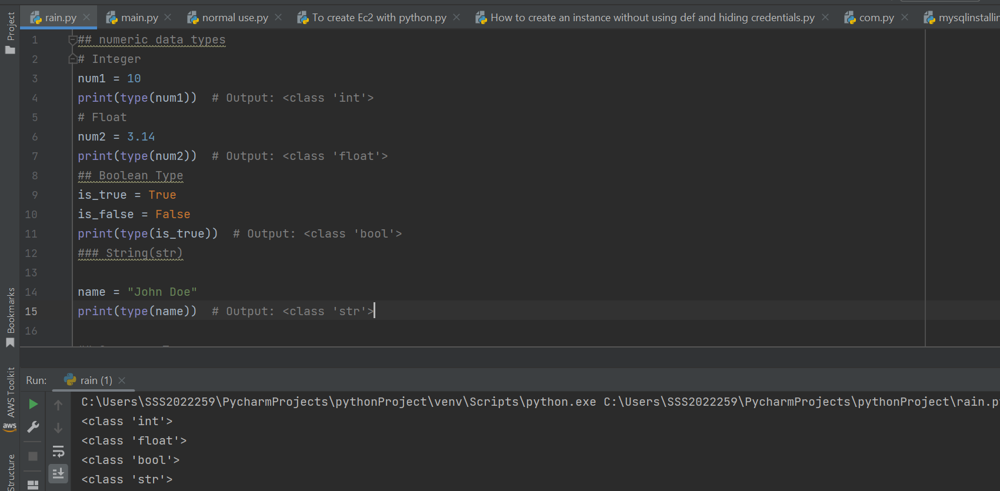 Project
rain.py
main.py
normal use.py
To create Ec2 with python.py
How to create an instance without using def and hiding credentials.py
com.py
1 ## numeric data types
2 # Integer
3 num1 = 10
4 print(type(num1))  # Output: <class 'int'>
5 # Float
6 num2 = 3.14
7 print(type(num2))  # Output: <class 'float'>
8 ## Boolean Type
9 is_true = True
10 is_false = False
11 print(type(is_true))  # Output: <class 'bool'>
12 ### String(str)
13
14 name = "John Doe"
15 print(type(name))  # Output: <class 'str'>
16
Bookmarks
AWS Toolkit
aws
Structure
Run: rain (1)
C:\Users\SSS2022259\PycharmProjects\pythonProject\venv\Scripts\python.exe C:\Users\SSS2022259\PycharmProjects\pythonProject\rain.p
<class 'int'>
<class 'float'>
<class 'bool'>
<class 'str'>